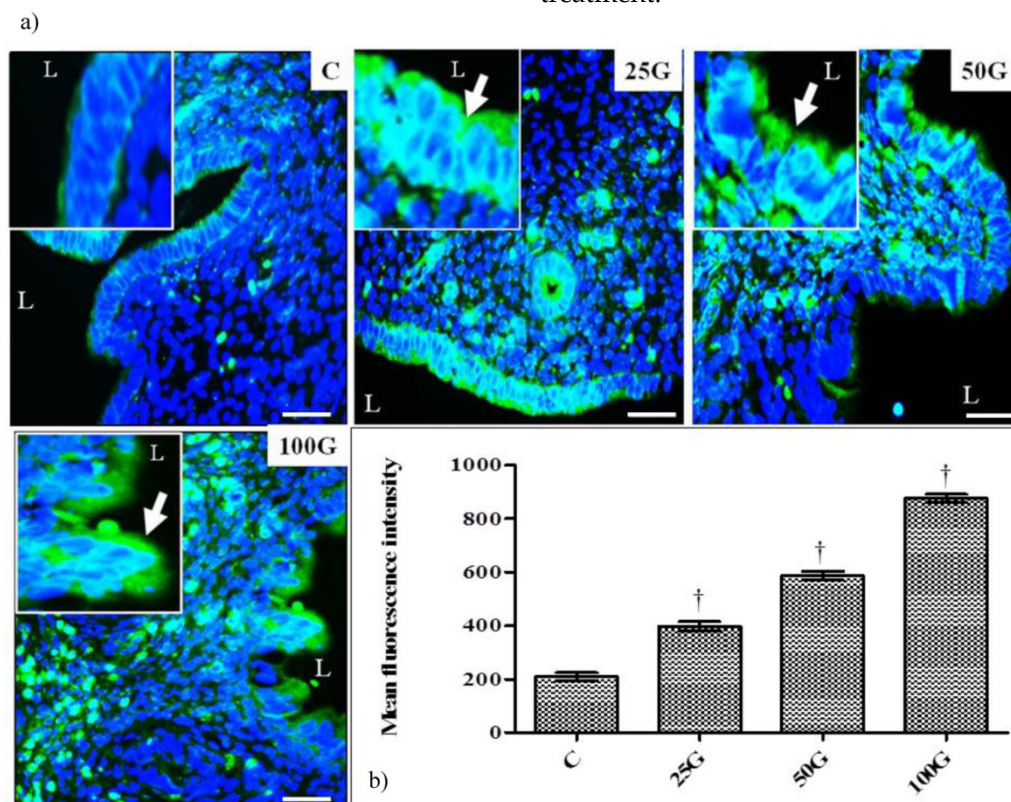 treatment.
a)
L
C
L
L
25G
L
L
50G
L
L
100G
L
Mean fluorescence intensity
1000
800
600
400
200
0
†
†
†
C
25G
50G
100G
b)